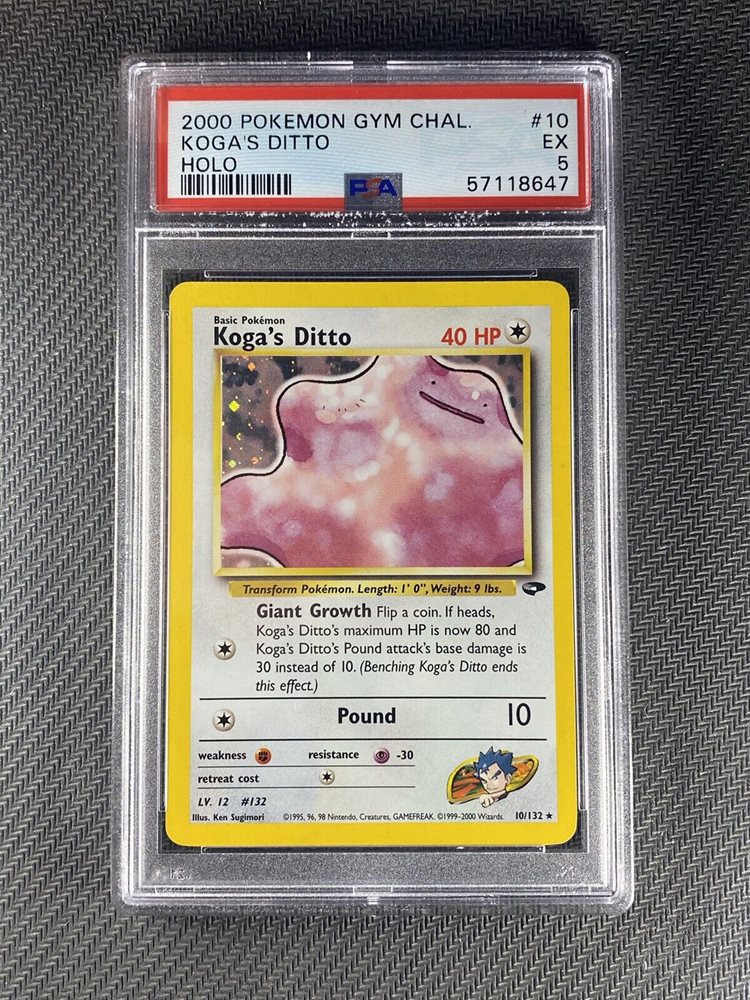 2000 POKEMON GYM CHAL. #10
KOGA'S DITTO EX
HOLO 5
PSA 57118647
Basic Pokémon
Koga's Ditto 40 HP
Transform Pokémon. Length: 1' 0", Weight: 9 lbs.
Giant Growth Flip a coin. If heads,
Koga's Ditto's maximum HP is now 80 and
Koga's Ditto's Pound attack's base damage is
30 instead of 10. (Benching Koga's Ditto ends
this effect.)
Pound 10
weakness resistance -30
retreat cost
LV. 12 #132
Illus. Ken Sugimori ©1995, 96, 98 Nintendo, Creatures, GAMEFREAK. ©1999-2000 Wizards. 10/132 ★